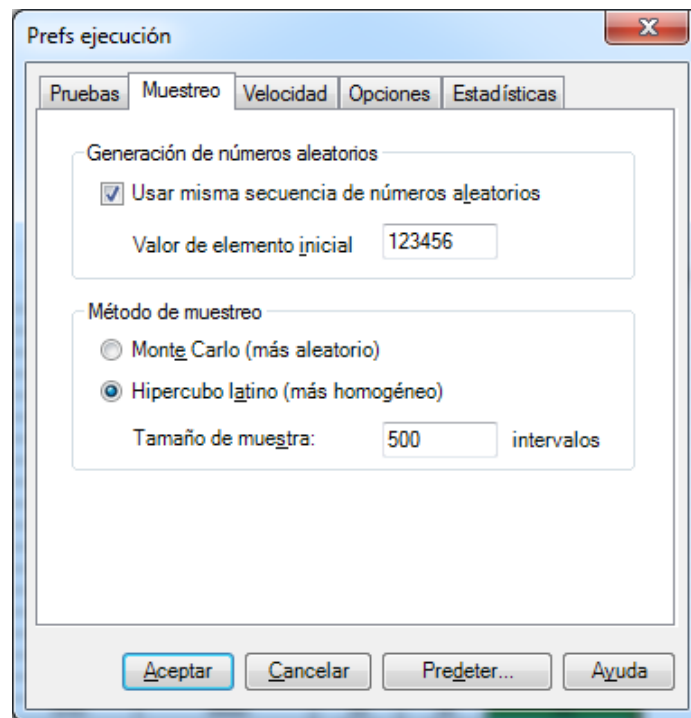 Prefs ejecución
Pruebas Muestreo Velocidad Opciones Estadísticas
Generación de números aleatorios
Usar misma secuencia de números aleatorios
Valor de elemento inicial 123456
Método de muestreo
Monte Carlo (más aleatorio)
Hipercubo latino (más homogéneo)
Tamaño de muestra: 500 intervalos
Aceptar Cancelar Predeter... Ayuda